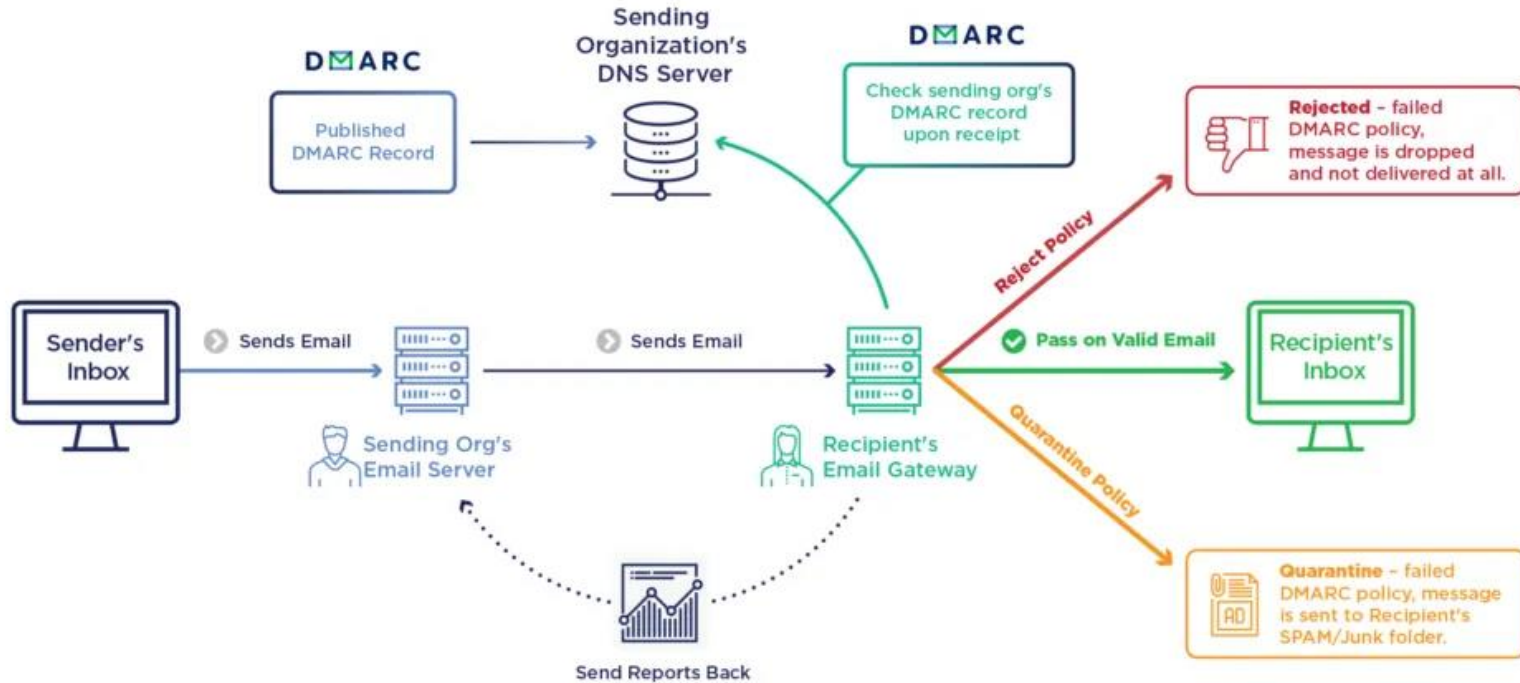 DMARC
Published
DMARC Record
Sending
Organization's
DNS Server
DMARC
Check sending org's
DMARC record
upon receipt
Rejected – failed
DMARC policy,
message is dropped
and not delivered at all.
Reject Policy
Sender's
Inbox
Sends Email
Sends Email
Pass on Valid Email
Recipient's
Inbox
Sending Org's
Email Server
Recipient's
Email Gateway
Quarantine Policy
Quarantine – failed
DMARC policy, message
is sent to Recipient's
SPAM/Junk folder.
AD
Send Reports Back